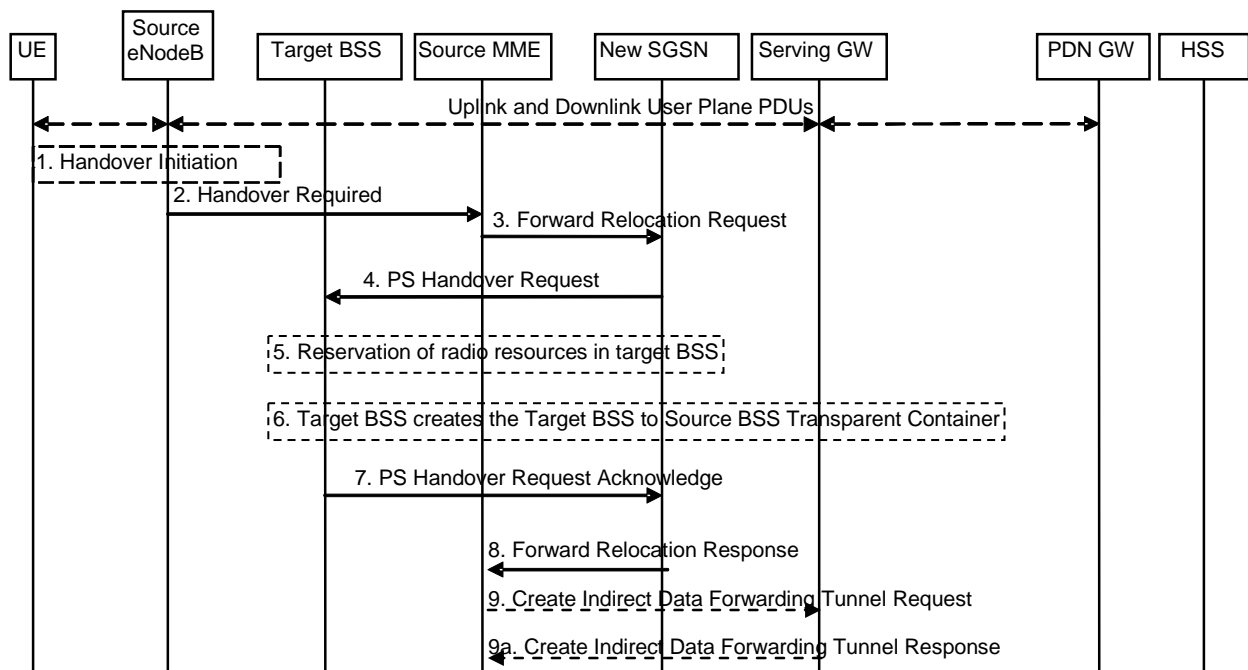 Source
UE eNodeB Target BSS Source MME New SGSN Serving GW PDN GW HSS
Uplink and Downlink User Plane PDUs
1. Handover Initiation
2. Handover Required
3. Forward Relocation Request
4. PS Handover Request
5. Reservation of radio resources in target BSS
6. Target BSS creates the Target BSS to Source BSS Transparent Container
7. PS Handover Request Acknowledge
8. Forward Relocation Response
9. Create Indirect Data Forwarding Tunnel Request
9a. Create Indirect Data Forwarding Tunnel Response